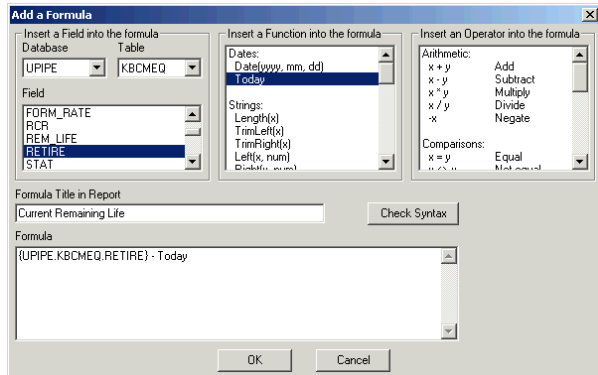 Add a Formula
Insert a Field into the formula
Database Table
UPIPE KBCMEQ
Field
FORM_RATE
RCR
REM_LIFE
RETIRE
STAT
Insert a Function into the formula
Dates:
Date(yyyy, mm, dd)
Today
Strings:
Length(x)
TrimLeft(x)
TrimRight(x)
Left(x, num)
Right(x, num)
Insert an Operator into the formula
Arithmetic:
x + y Add
x - y Subtract
x * y Multiply
x / y Divide
-x Negate
Comparisons:
x = y Equal
x <> y Not equal
Formula Title in Report
Current Remaining Life
Check Syntax
Formula
{UPIPE.KBCMEQ.RETIRE} - Today
OK Cancel